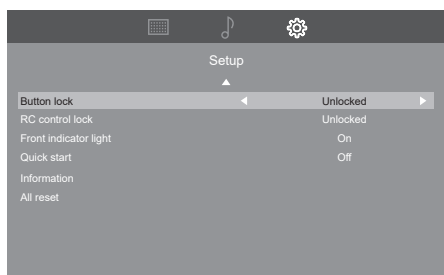 Setup
Button lock Unlocked
RC control lock Unlocked
Front indicator light On
Quick start Off
Information
All reset